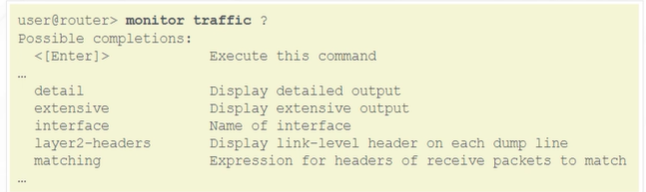 user@router> monitor traffic ?
Possible completions:
<[Enter]> Execute this command
…
detail Display detailed output
extensive Display extensive output
interface Name of interface
layer2-headers Display link-level header on each dump line
matching Expression for headers of receive packets to match
…